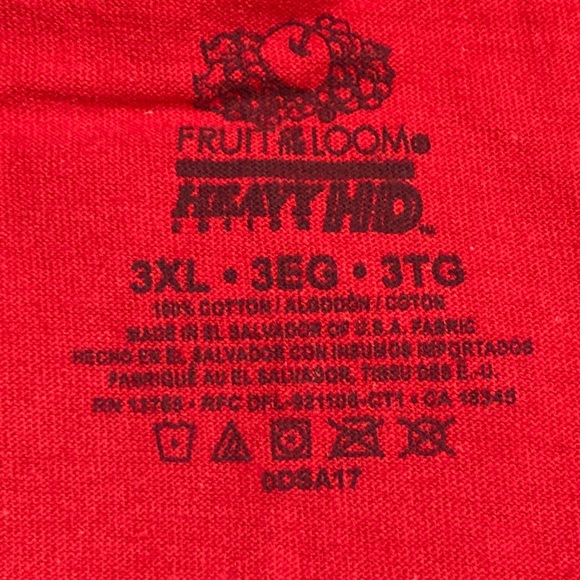 FRUIT OF THE LOOM®
HEAVY HD™
COTTON
3XL • 3EG • 3TG
100% COTTON / ALGODÓN / COTON
MADE IN EL SALVADOR OF U.S.A. FABRIC
HECHO EN EL SALVADOR CON INSUMOS IMPORTADOS
FABRIQUÉ AU EL SALVADOR, TISSU DES É.-U.
RN 13765 • RFC DFL-921106-CT1 • CA 18345
0DSA17